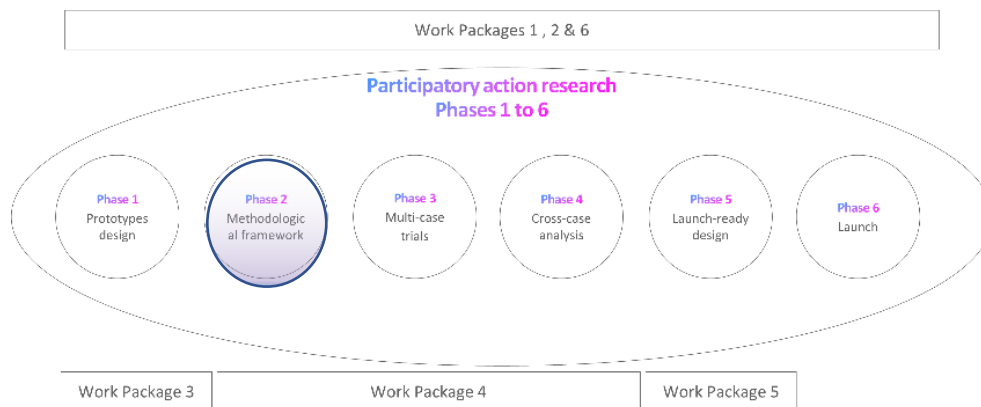 Work Packages 1 , 2 & 6
Participatory action research
Phases 1 to 6
Phase 1
Prototypes
design
Phase 2
Methodologic
al framework
Phase 3
Multi-case
trials
Phase 4
Cross-case
analysis
Phase 5
Launch-ready
design
Phase 6
Launch
Work Package 3
Work Package 4
Work Package 5